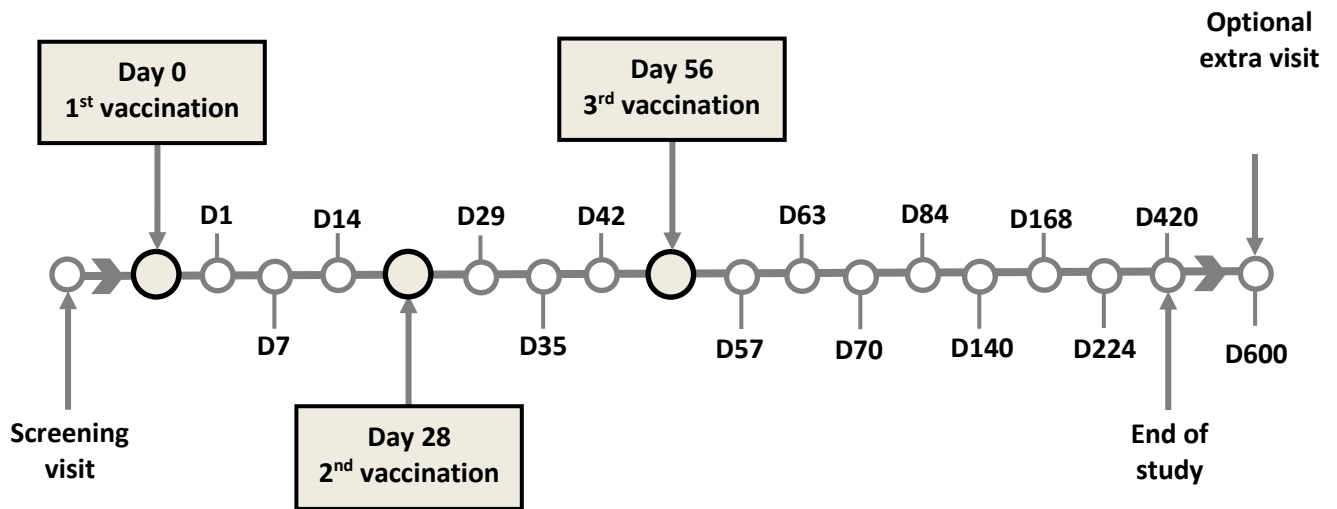 Optional
extra visit
Day 0
1st vaccination
Day 56
3rd vaccination
D1
D14
D29
D42
D63
D84
D168
D420
D7
D35
D57
D70
D140
D224
D600
Screening
visit
Day 28
2nd vaccination
End of
study